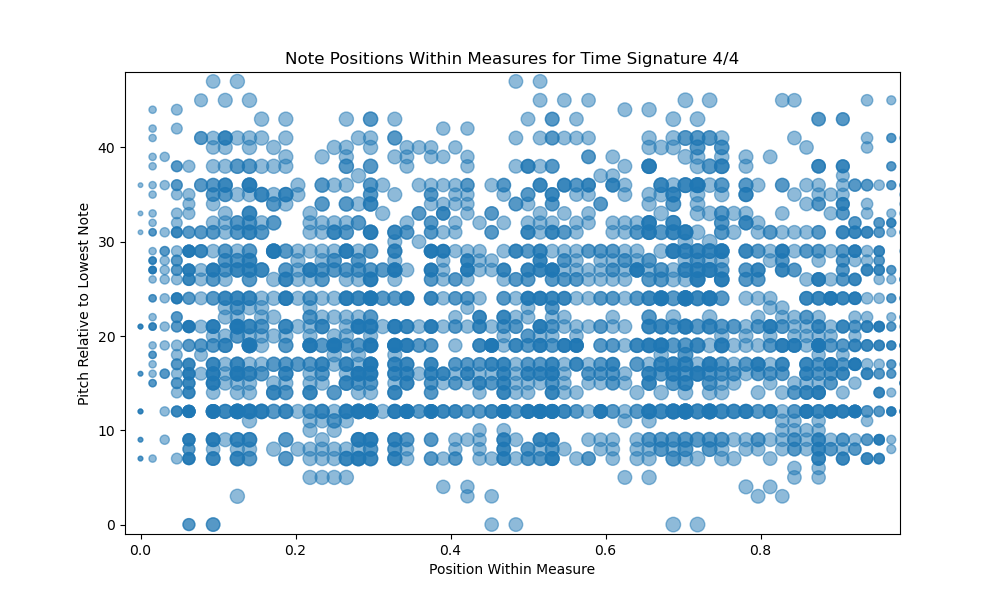 Note Positions Within Measures for Time Signature 4/4
40
30
20
10
0
Pitch Relative to Lowest Note
0.0 0.2 0.4 0.6 0.8
Position Within Measure